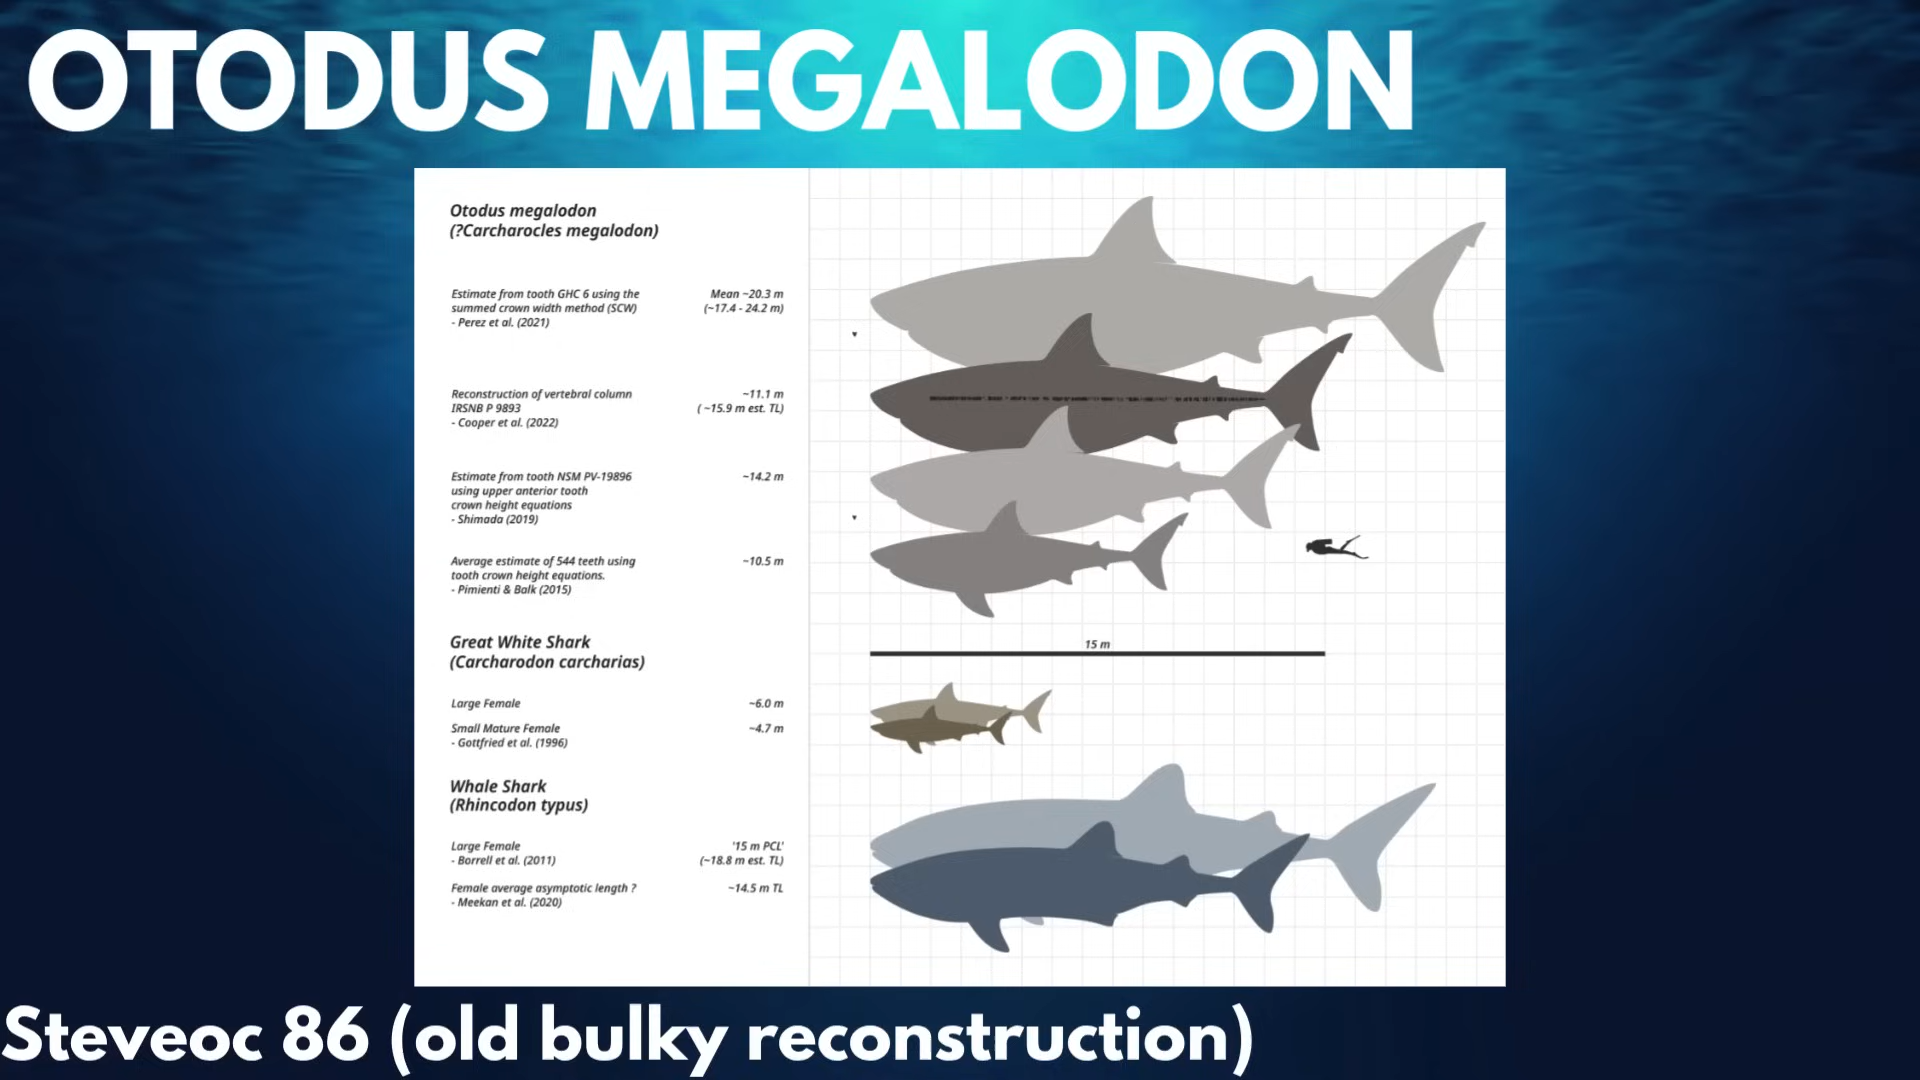 OTODUS MEGALODON
Otodus megalodon
(?Carcharocles megalodon)
Estimate from tooth GHC 6 using the
summed crown width method (SCW)
- Perez et al. (2021)
Mean ~20.3 m
(~17.4 - 24.2 m)
Reconstruction of vertebral column
IRSNB P 9893
- Cooper et al. (2022)
~11.1 m
( ~15.9 m est. TL)
Estimate from tooth NSM PV-19896
using upper anterior tooth
crown height equations
- Shimada (2019)
~14.2 m
Average estimate of 544 teeth using
tooth crown height equations.
- Pimienti & Balk (2015)
~10.5 m
15 m
Great White Shark
(Carcharodon carcharias)
Large Female
~6.0 m
Small Mature Female
- Gottfried et al. (1996)
~4.7 m
Whale Shark
(Rhincodon typus)
Large Female
- Borrell et al. (2011)
'15 m PCL'
(~18.8 m est. TL)
Female average asymptotic length ?
- Meekan et al. (2020)
~14.5 m TL
Steveoc 86 (old bulky reconstruction)